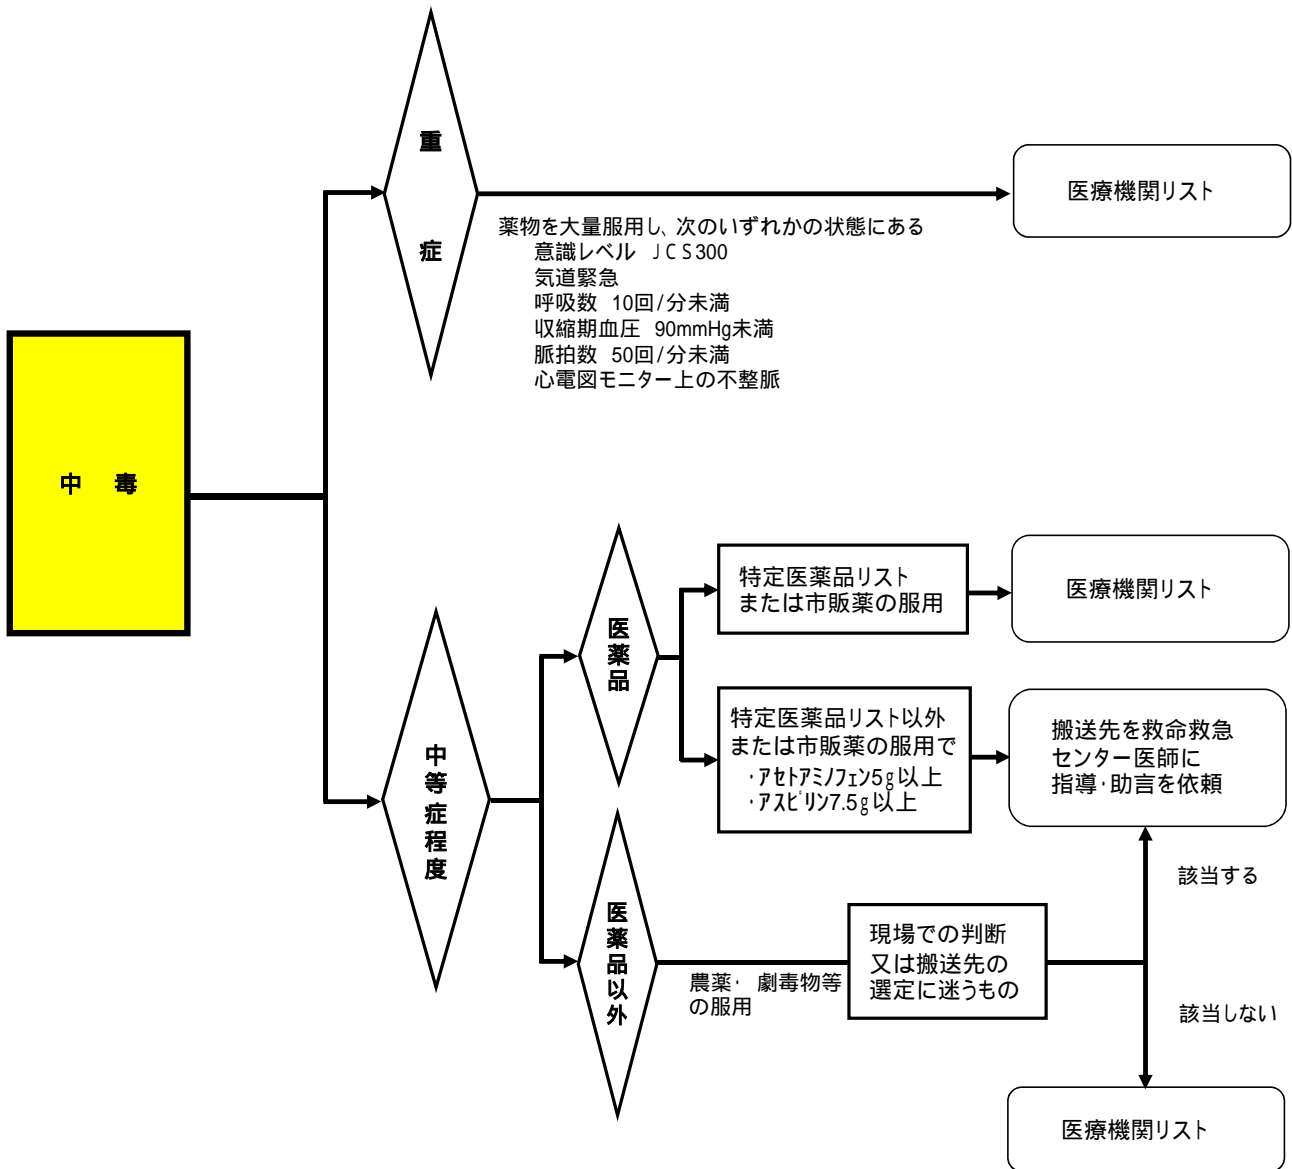 中 毒
重症
薬物を大量服用し、次のいずれかの状態にある
意識レベル JCS300
気道緊急
呼吸数 10回/分未満
収縮期血圧 90mmHg未満
脈拍数 50回/分未満
心電図モニター上の不整脈
医療機関リスト
中等症程度
医薬品
特定医薬品リスト
または市販薬の服用
医療機関リスト
特定医薬品リスト以外
または市販薬の服用で
・アセトアミノフェン5g以上
・アスピリン7.5g以上
搬送先を救命救急
センター医師に
指導・助言を依頼
医薬品以外
農薬・ 劇毒物等
の服用
現場での判断
又は搬送先の
選定に迷うもの
該当する
該当しない
医療機関リスト